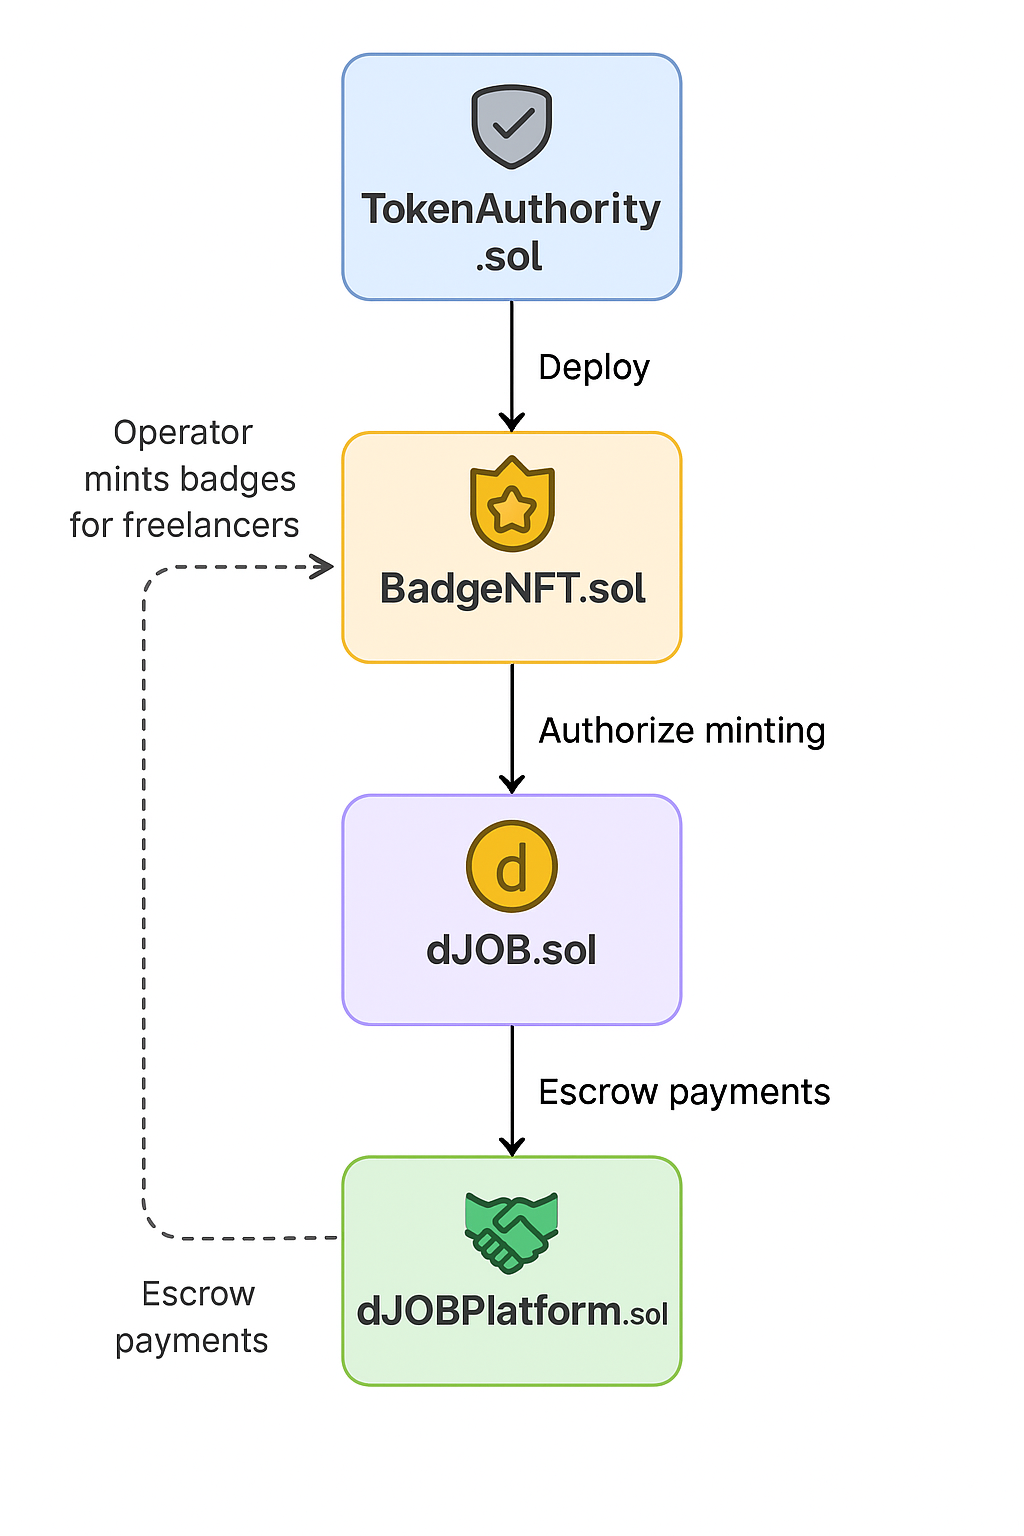 TokenAuthority
.sol
Deploy
Operator
mints badges
for freelancers
BadgeNFT.sol
Authorize minting
d
dJOB.sol
Escrow payments
dJOBPlatform.sol
Escrow
payments